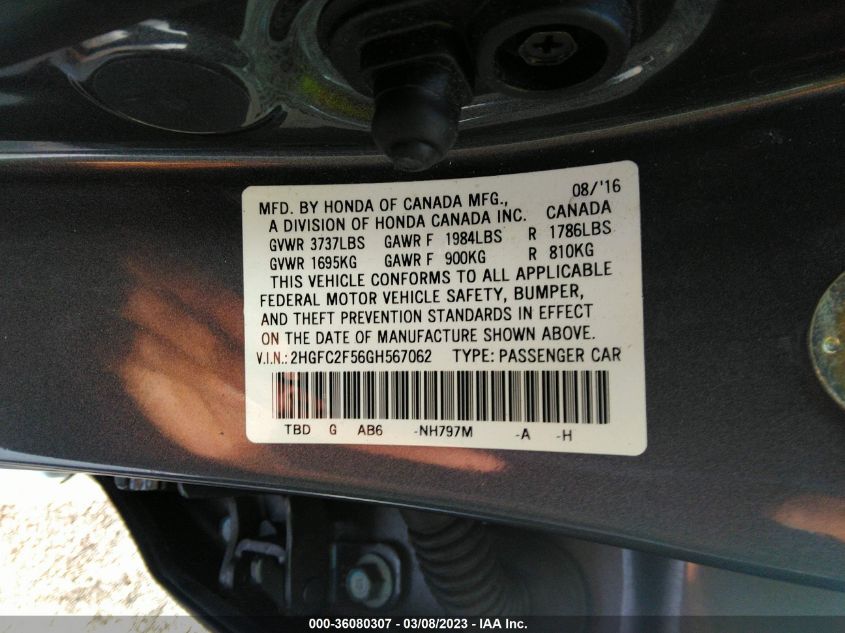 MFD. BY HONDA OF CANADA MFG., 08/'16
A DIVISION OF HONDA CANADA INC. CANADA
GVWR 3737LBS GAWR F 1984LBS R 1786LBS
GVWR 1695KG GAWR F 900KG R 810KG
THIS VEHICLE CONFORMS TO ALL APPLICABLE
FEDERAL MOTOR VEHICLE SAFETY, BUMPER,
AND THEFT PREVENTION STANDARDS IN EFFECT
ON THE DATE OF MANUFACTURE SHOWN ABOVE.
V.I.N.: 2HGFC2F56GH567062 TYPE: PASSENGER CAR
TBD G AB6 -NH797M -A -H
000-36080307 - 03/08/2023 - IAA Inc.